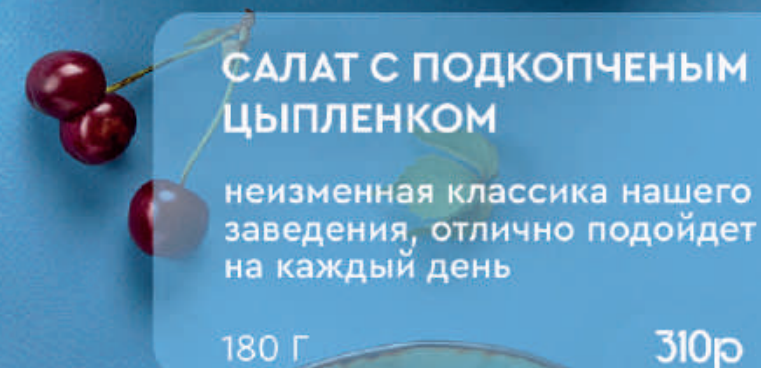 САЛАТ С ПОДКОПЧЕНЫМ
ЦЫПЛЕНКОМ
неизменная классика нашего
заведения, отлично подойдет
на каждый день
180 Г
310р